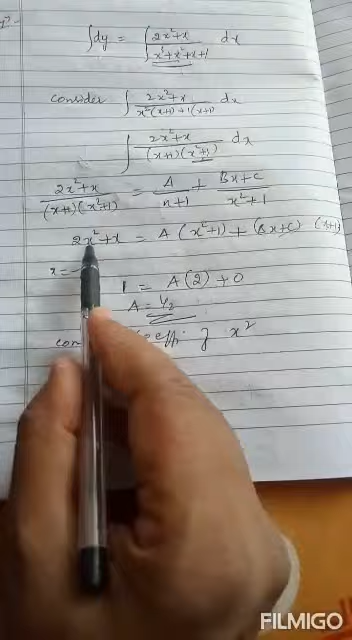 ∫dy = ∫ 2x²+x / x³+x²+x+1 dx
consider ∫ 2x²+x / x²(x+1)+1(x+1) dx
∫ 2x²+x / (x+1)(x²+1) dx
2x²+x / (x+1)(x²+1) = A / x+1 + Bx+C / x²+1
2x²+x = A(x²+1) + (Bx+C) (x+1)
x =
1 = A(2) + 0
A = 1/2
coeffi of x²
FILMIGO